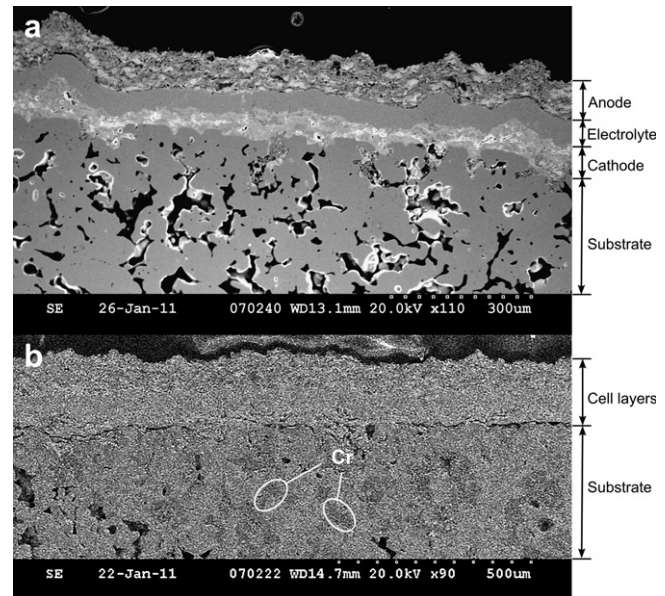 a
Anode
Electrolyte
Cathode
Substrate
SE 26-Jan-11 070240 WD13.1mm 20.0kV x110 300um
b
Cell layers
Cr
Substrate
SE 22-Jan-11 070222 WD14.7mm 20.0kV x90 500um